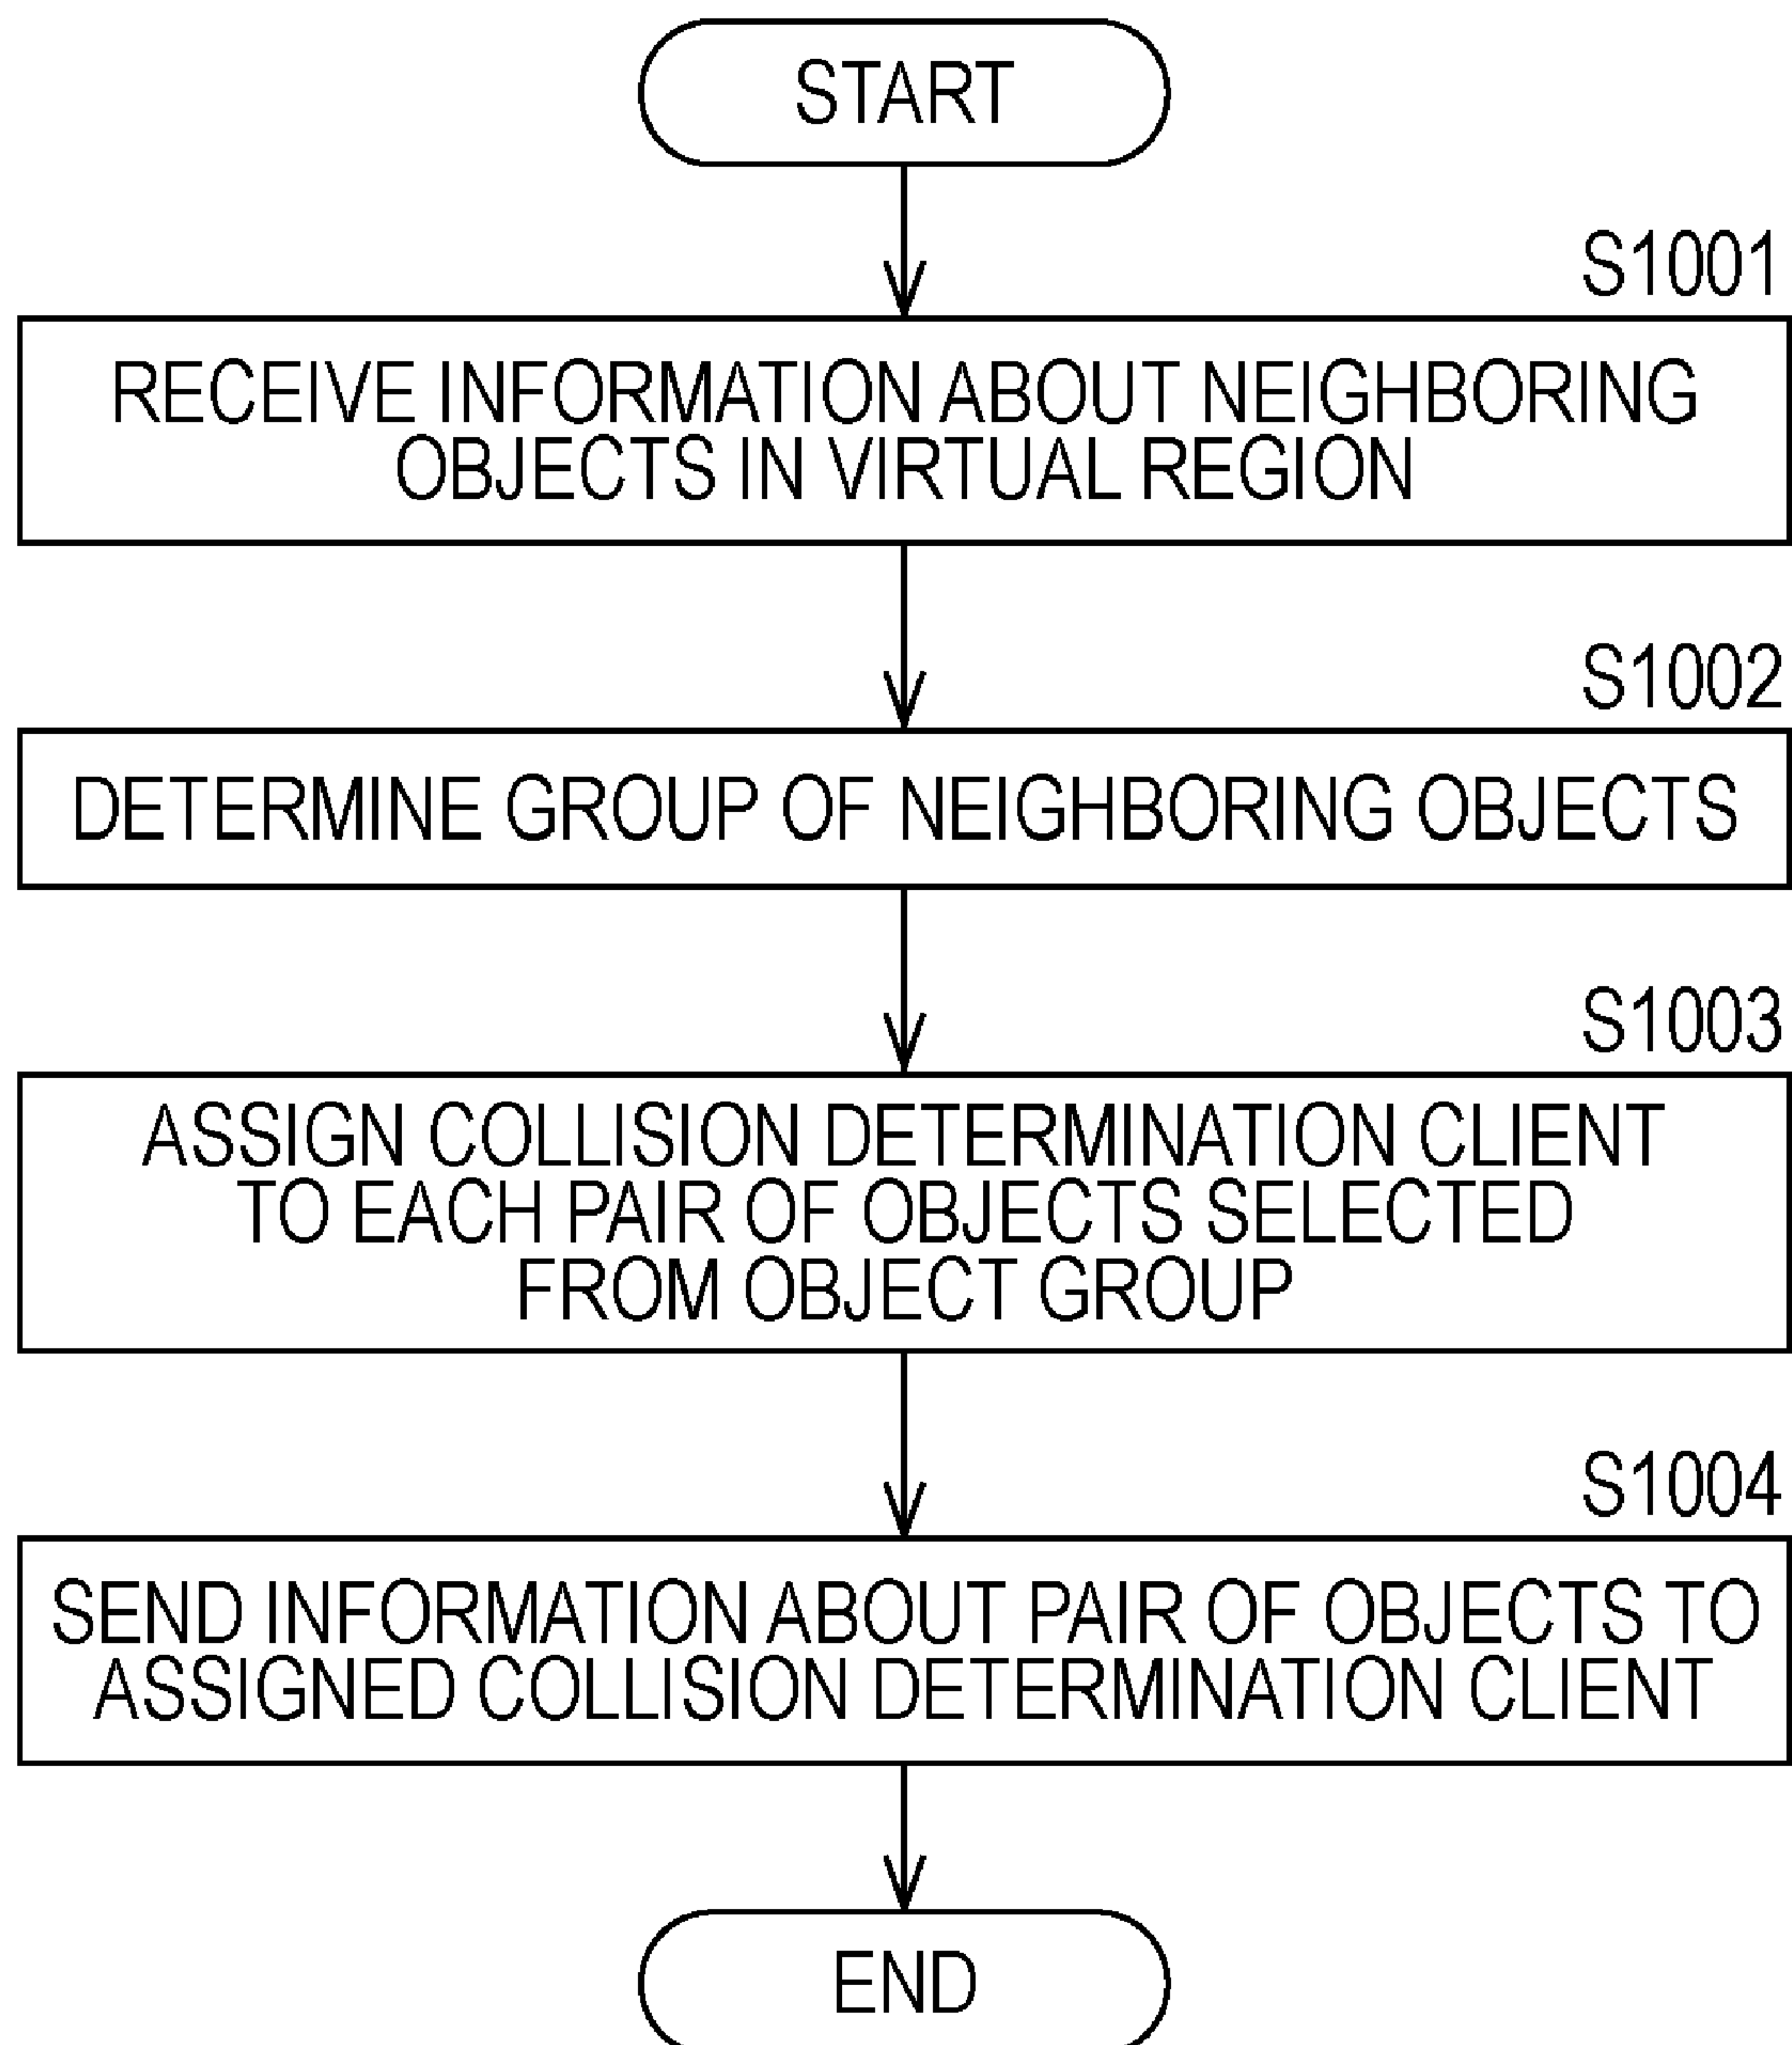 START
S1001
RECEIVE INFORMATION ABOUT NEIGHBORING
OBJECTS IN VIRTUAL REGION
S1002
DETERMINE GROUP OF NEIGHBORING OBJECTS
S1003
ASSIGN COLLISION DETERMINATION CLIENT
TO EACH PAIR OF OBJECTS SELECTED
FROM OBJECT GROUP
S1004
SEND INFORMATION ABOUT PAIR OF OBJECTS TO
ASSIGNED COLLISION DETERMINATION CLIENT
END